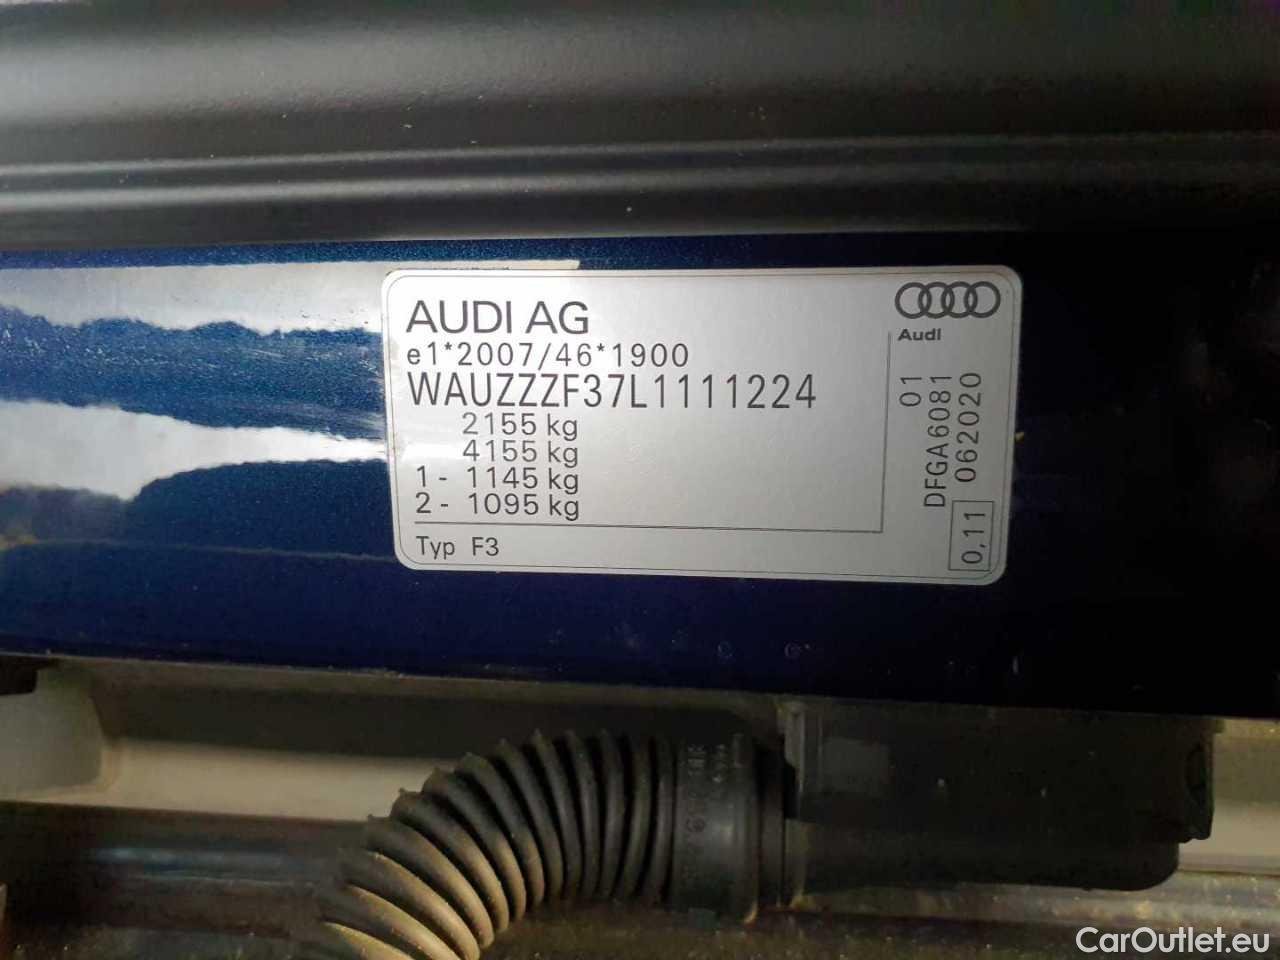 AUDI AG
e1*2007/46*1900
WAUZZZF37L1111224
2155 kg
4155 kg
1 - 1145 kg
2 - 1095 kg
Typ F3
Audi
01
DFGA6081
062020
0,11
CarOutlet.eu